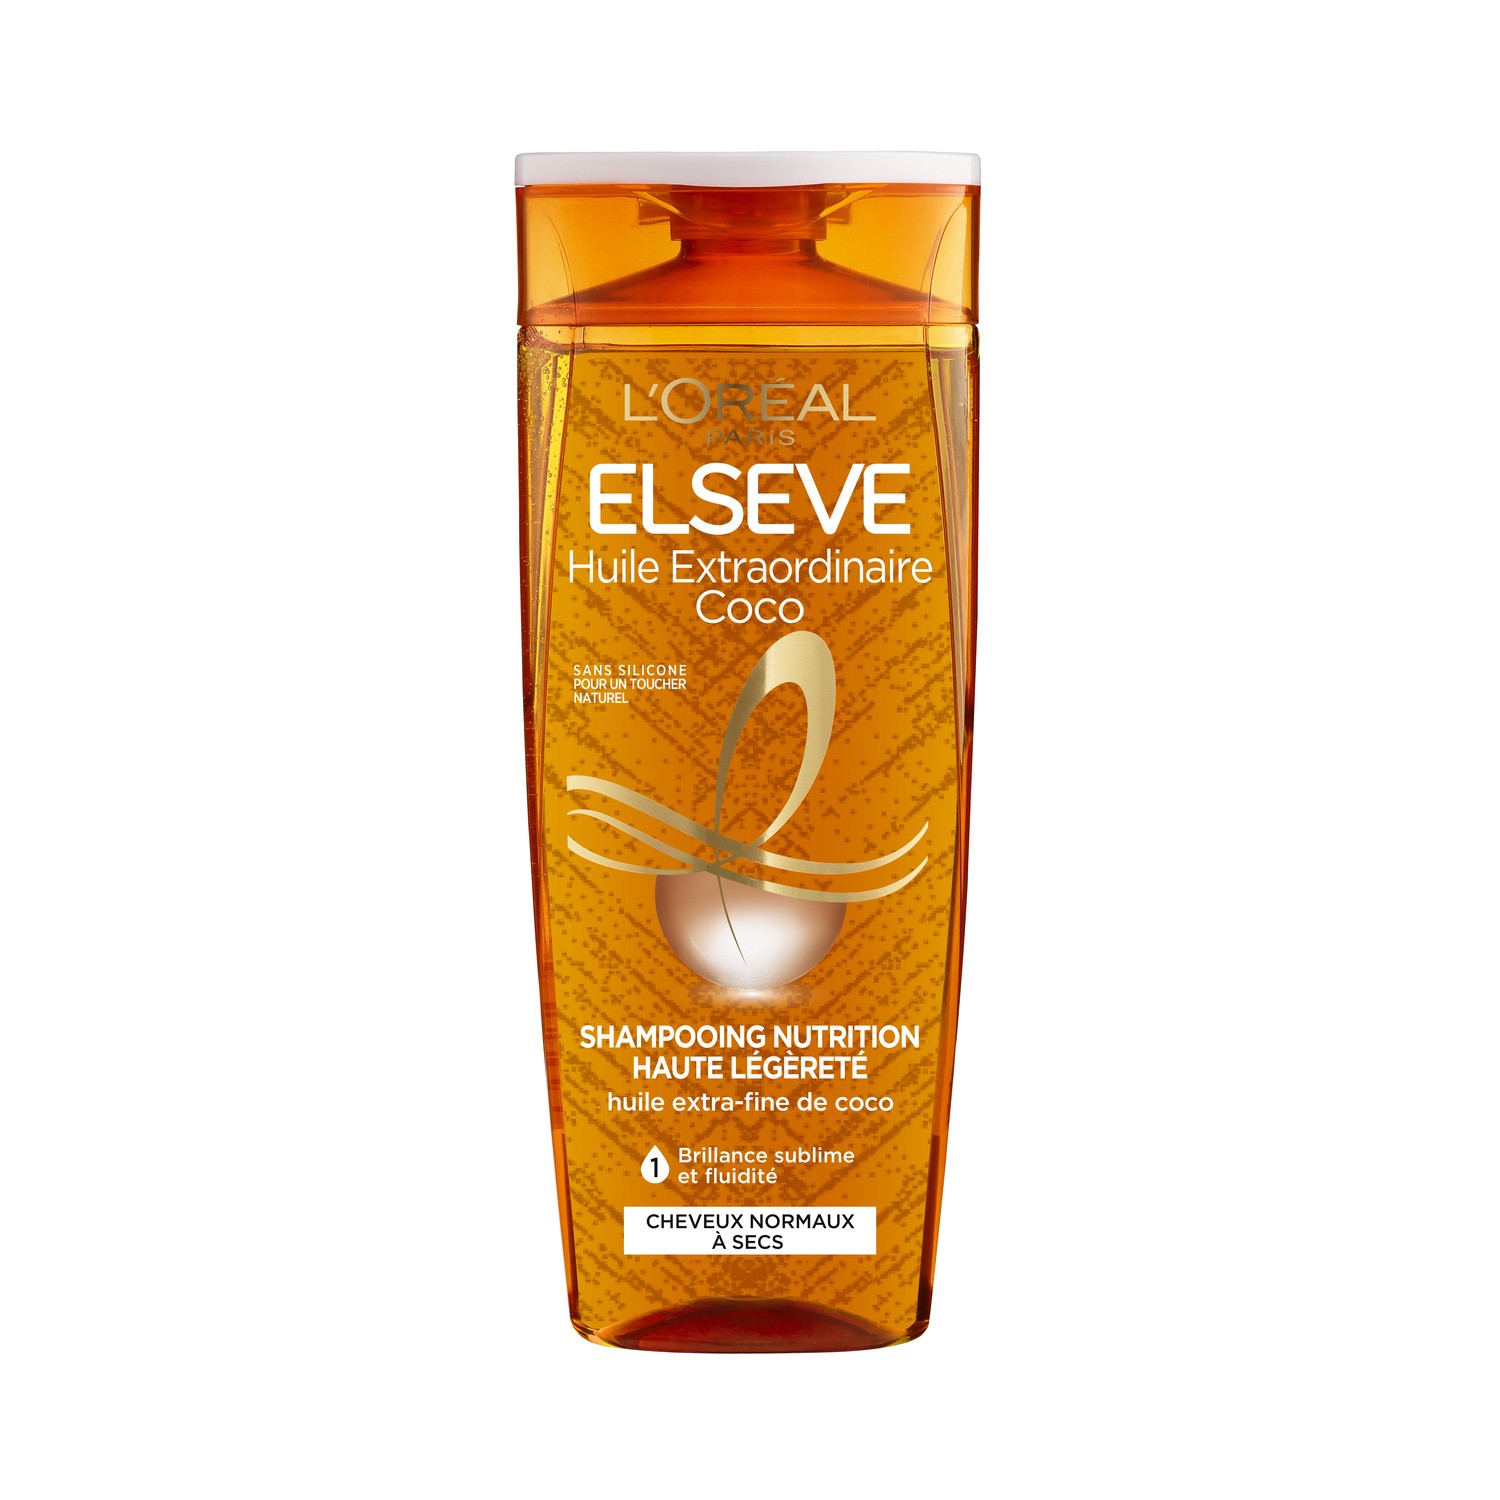 L'ORÉAL
PARIS
ELSEVE
Huile Extraordinaire
Coco
SANS SILICONE
POUR UN TOUCHER
NATUREL
SHAMPOOING NUTRITION
HAUTE LÉGÈRETÉ
huile extra-fine de coco
1 Brillance sublime
et fluidité
CHEVEUX NORMAUX
À SECS